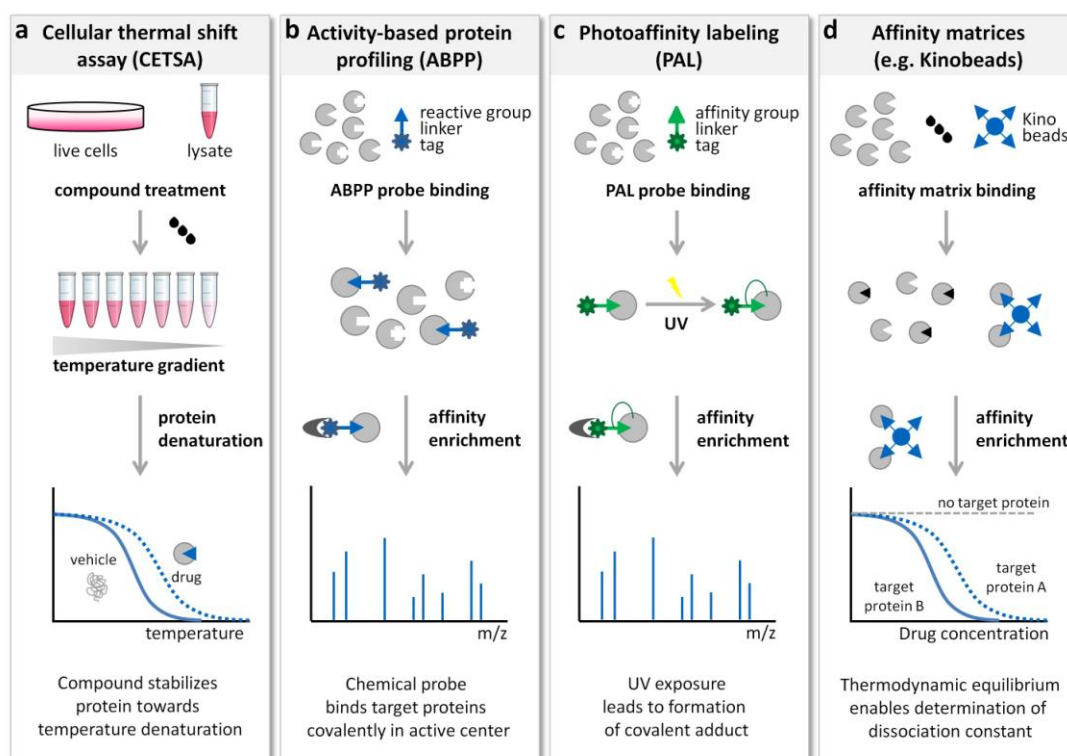 a Cellular thermal shift
assay (CETSA)
live cells
lysate
compound treatment
temperature gradient
protein
denaturation
vehicle
drug
temperature
Compound stabilizes
protein towards
temperature denaturation
b Activity-based protein
profiling (ABPP)
reactive group
linker
tag
ABPP probe binding
affinity
enrichment
m/z
Chemical probe
binds target proteins
covalently in active center
c Photoaffinity labeling
(PAL)
affinity group
linker
tag
PAL probe binding
UV
affinity
enrichment
m/z
UV exposure
leads to formation
of covalent adduct
d Affinity matrices
(e.g. Kinobeads)
Kino
beads
affinity matrix binding
affinity
enrichment
no target protein
target
protein A
target
protein B
Drug concentration
Thermodynamic equilibrium
enables determination of
dissociation constant